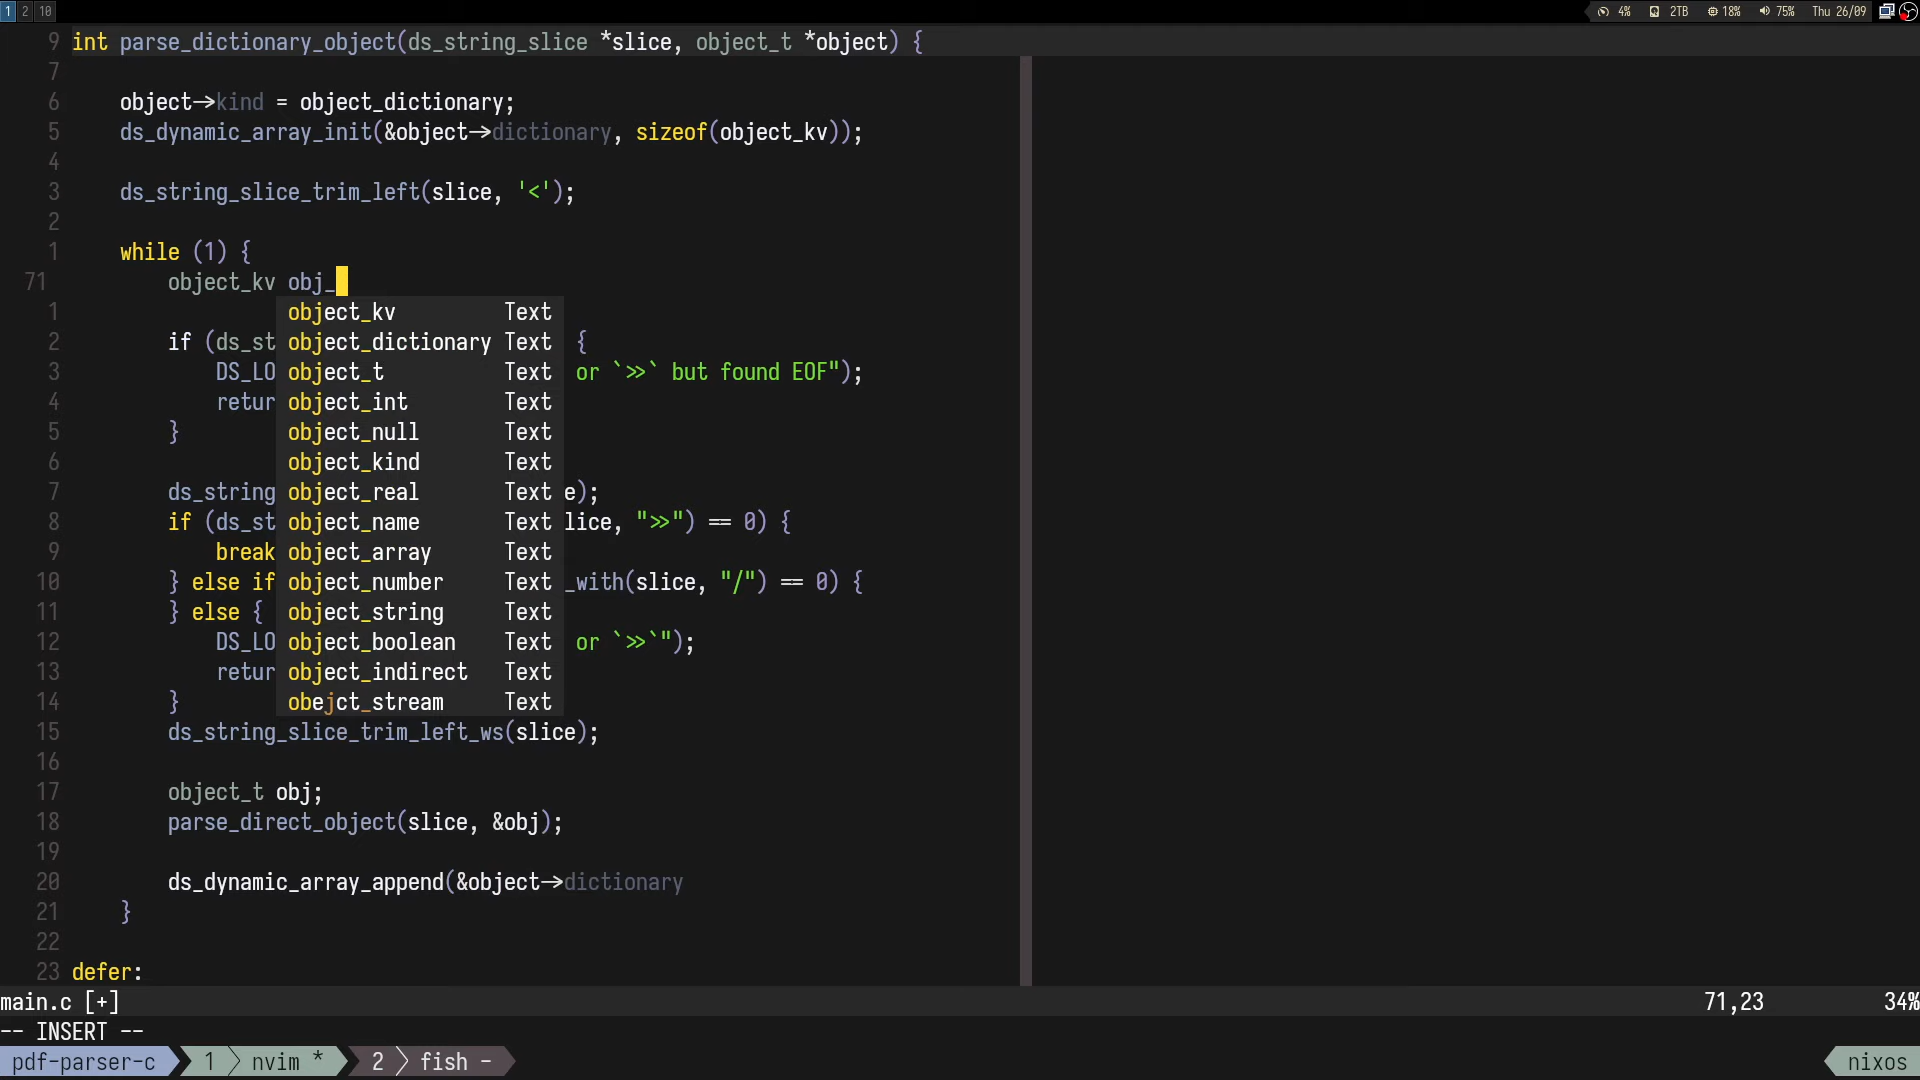 1 2 10 4% 2TB 18% 75% Thu 26/09
9 int parse_dictionary_object(ds_string_slice *slice, object_t *object) {
7
6 object->kind = object_dictionary;
5 ds_dynamic_array_init(&object->dictionary, sizeof(object_kv));
4
3 ds_string_slice_trim_left(slice, '<');
2
1 while (1) {
71 object_kv obj_
1 object_kv Text
2 if (ds_st object_dictionary Text {
3 DS_LO object_t Text or `>>` but found EOF");
4 retur object_int Text
5 } object_null Text
6 object_kind Text
7 ds_string object_real Text e);
8 if (ds_st object_name Text lice, ">>") == 0) {
9 break object_array Text
10 } else if object_number Text _with(slice, "/") == 0) {
11 } else { object_string Text
12 DS_LO object_boolean Text or `>>`");
13 retur object_indirect Text
14 } obejct_stream Text
15 ds_string_slice_trim_left_ws(slice);
16
17 object_t obj;
18 parse_direct_object(slice, &obj);
19
20 ds_dynamic_array_append(&object->dictionary
21 }
22
23 defer:
main.c [+] 71,23 34%
-- INSERT --
pdf-parser-c 1 nvim * 2 fish - nixos